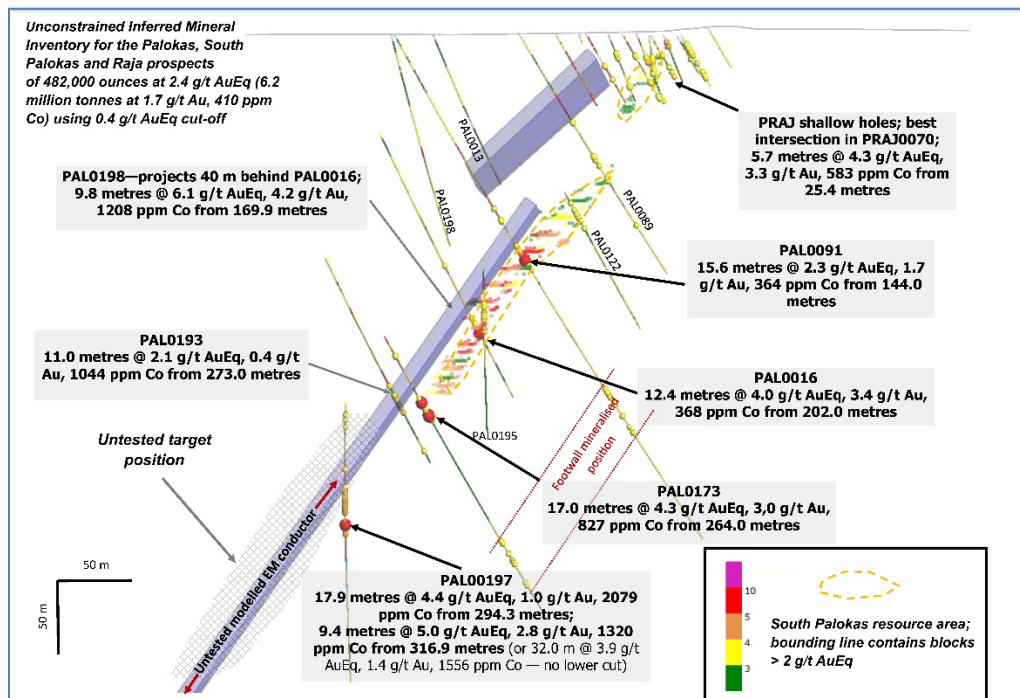 Unconstrained Inferred Mineral
Inventory for the Palokas, South
Palokas and Raja prospects
of 482,000 ounces at 2.4 g/t AuEq (6.2
million tonnes at 1.7 g/t Au, 410 ppm
Co) using 0.4 g/t AuEq cut-off
PAL0013
PRAJ shallow holes; best
intersection in PRAJ0070;
5.7 metres @ 4.3 g/t AuEq,
3.3 g/t Au, 583 ppm Co from
25.4 metres
PAL0198—projects 40 m behind PAL0016;
9.8 metres @ 6.1 g/t AuEq, 4.2 g/t Au,
1208 ppm Co from 169.9 metres
PAL0198
PAL0089
PAL0122
PAL0091
15.6 metres @ 2.3 g/t AuEq, 1.7
g/t Au, 364 ppm Co from 144.0
metres
PAL0193
11.0 metres @ 2.1 g/t AuEq, 0.4 g/t
Au, 1044 ppm Co from 273.0 metres
PAL0016
12.4 metres @ 4.0 g/t AuEq, 3.4 g/t Au,
368 ppm Co from 202.0 metres
PAL0195
Untested target
position
Footwall mineralised
position
PAL0173
17.0 metres @ 4.3 g/t AuEq, 3,0 g/t Au,
827 ppm Co from 264.0 metres
Untested modelled EM conductor
50 m
50 m
PAL00197
17.9 metres @ 4.4 g/t AuEq, 1.0 g/t Au, 2079
ppm Co from 294.3 metres;
9.4 metres @ 5.0 g/t AuEq, 2.8 g/t Au, 1320
ppm Co from 316.9 metres (or 32.0 m @ 3.9 g/t
AuEq, 1.4 g/t Au, 1556 ppm Co — no lower cut)
10
5
4
3
South Palokas resource area;
bounding line contains blocks
> 2 g/t AuEq